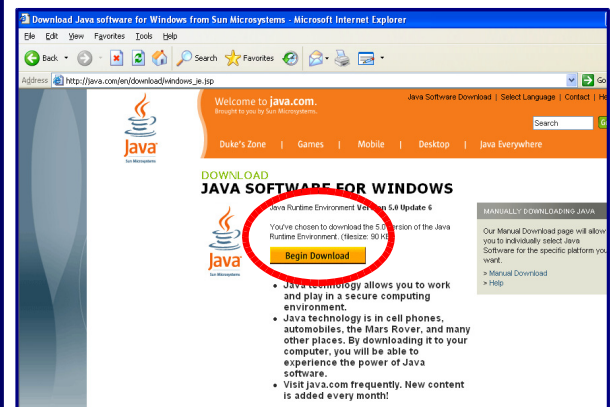 Download Java software for Windows from Sun Microsystems - Microsoft Internet Explorer
File Edit View Favorites Tools Help
Back Search Favorites
Address http://java.com/en/download/windows_ie.jsp Go
Java Software Download | Select Language | Contact |
Welcome to java.com.
Brought to you by Sun Microsystems.
Search
Java
Sun Microsystems
Duke's Zone | Games | Mobile | Desktop | Java Everywhere
DOWNLOAD
JAVA SOFTWARE FOR WINDOWS
Java Runtime Environment Version 5.0 Update 6
You've chosen to download the 5.0 version of the Java
Runtime Environment. (filesize: 90 KB)
Begin Download
Java
Sun Microsystems
• Java technology allows you to work
and play in a secure computing
environment.
• Java technology is in cell phones,
automobiles, the Mars Rover, and many
other places. By downloading it to your
computer, you will be able to
experience the power of Java
software.
• Visit java.com frequently. New content
is added every month!
MANUALLY DOWNLOADING JAVA
Our Manual Download page will allow
you to individually select Java
Software for the specific platform you
want.
» Manual Download
» Help